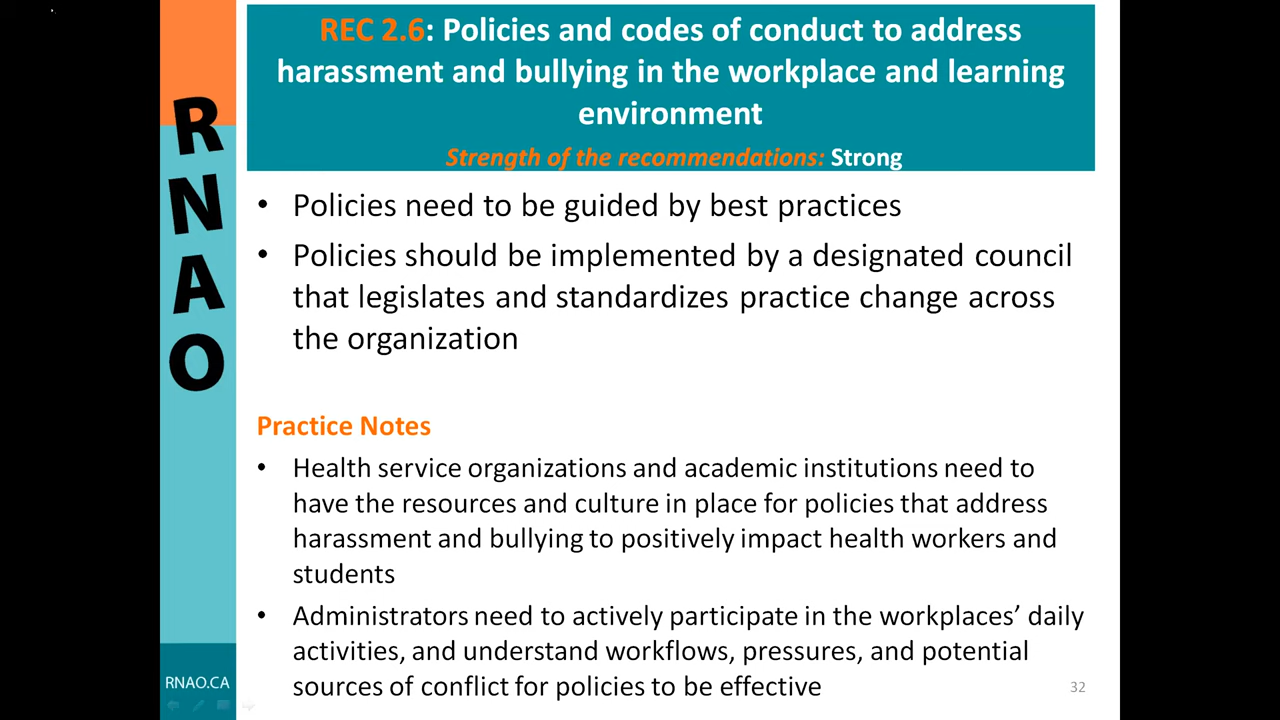 REC 2.6: Policies and codes of conduct to address
harassment and bullying in the workplace and learning
environment
Strength of the recommendations: Strong
R
N
A
O
• Policies need to be guided by best practices
• Policies should be implemented by a designated council
that legislates and standardizes practice change across
the organization
Practice Notes
• Health service organizations and academic institutions need to
have the resources and culture in place for policies that address
harassment and bullying to positively impact health workers and
students
• Administrators need to actively participate in the workplaces’ daily
activities, and understand workflows, pressures, and potential
sources of conflict for policies to be effective
RNAO.CA
32